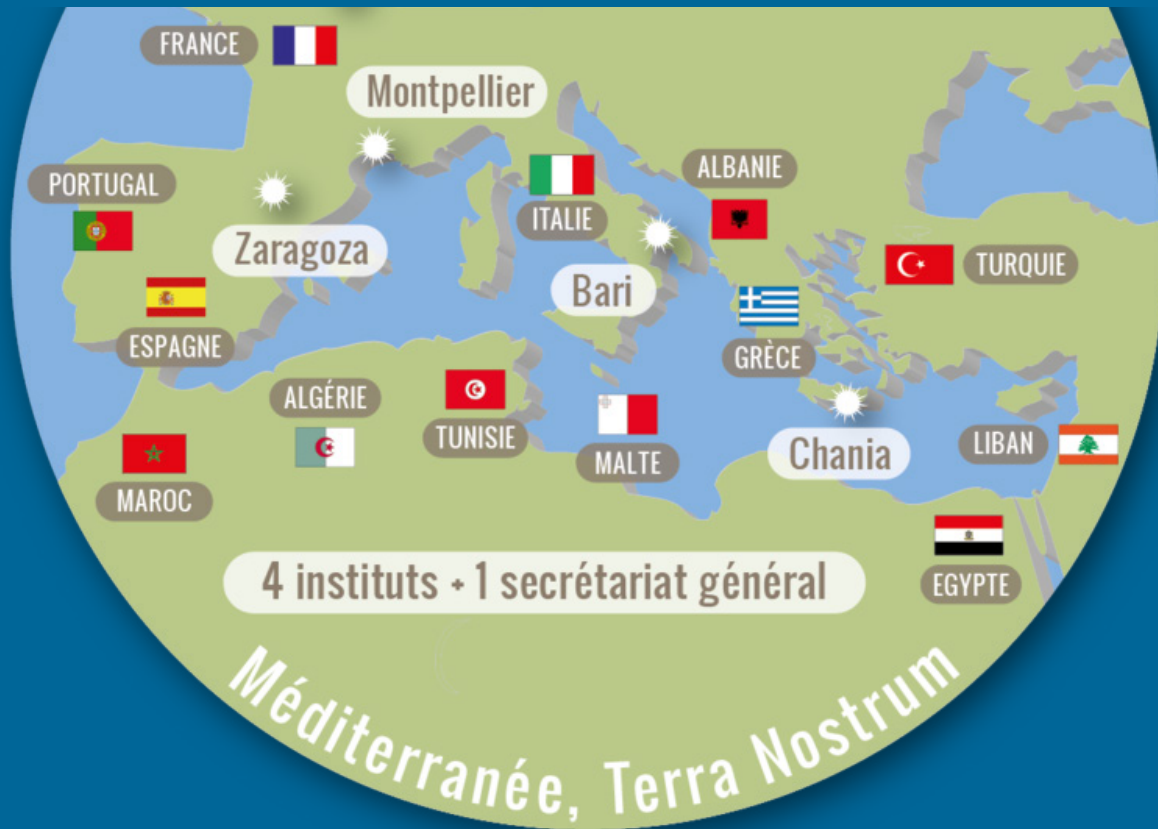 FRANCE
Montpellier
PORTUGAL
ALBANIE
ITALIE
Zaragoza
TURQUIE
Bari
ESPAGNE
GRÈCE
ALGÉRIE
TUNISIE
MALTE
Chania
LIBAN
MAROC
4 instituts + 1 secrétariat général
EGYPTE
Méditerranée, Terra Nostrum